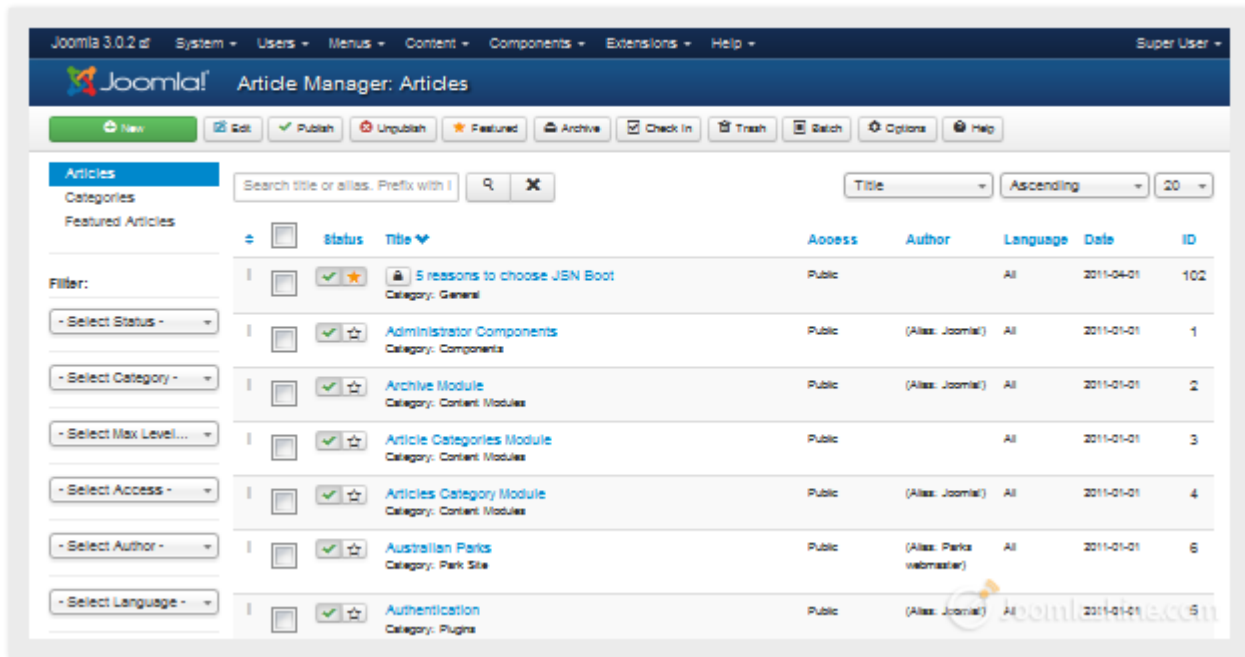 Joomla 3.0.2 System Users Menus Content Components Extensions Help Super User
Joomla! Article Manager: Articles
New Edit Publish Unpublish Featured Archive Check In Trash Batch Options Help
Articles
Categories
Featured Articles
Filter:
- Select Status -
- Select Category -
- Select Max Level...
- Select Access -
- Select Author -
- Select Language -
Search title or alias. Prefix with
Title Ascending 20
Status Title Access Author Language Date ID
5 reasons to choose JSN Boot Public All 2011-04-01 102
Category: General
Administrator Components Public (Alias: Joomla!) All 2011-01-01 1
Category: Components
Archive Module Public (Alias: Joomla!) All 2011-01-01 2
Category: Content Modules
Article Categories Module Public All 2011-01-01 3
Category: Content Modules
Articles Category Module Public (Alias: Joomla!) All 2011-01-01 4
Category: Content Modules
Australian Parks Public (Alias: Parks All 2011-01-01 6
Category: Park Site webmaster)
Authentication Public (Alias: Joomla!) All 2011-01-01 5
Category: Plugins
Joomlashine.com